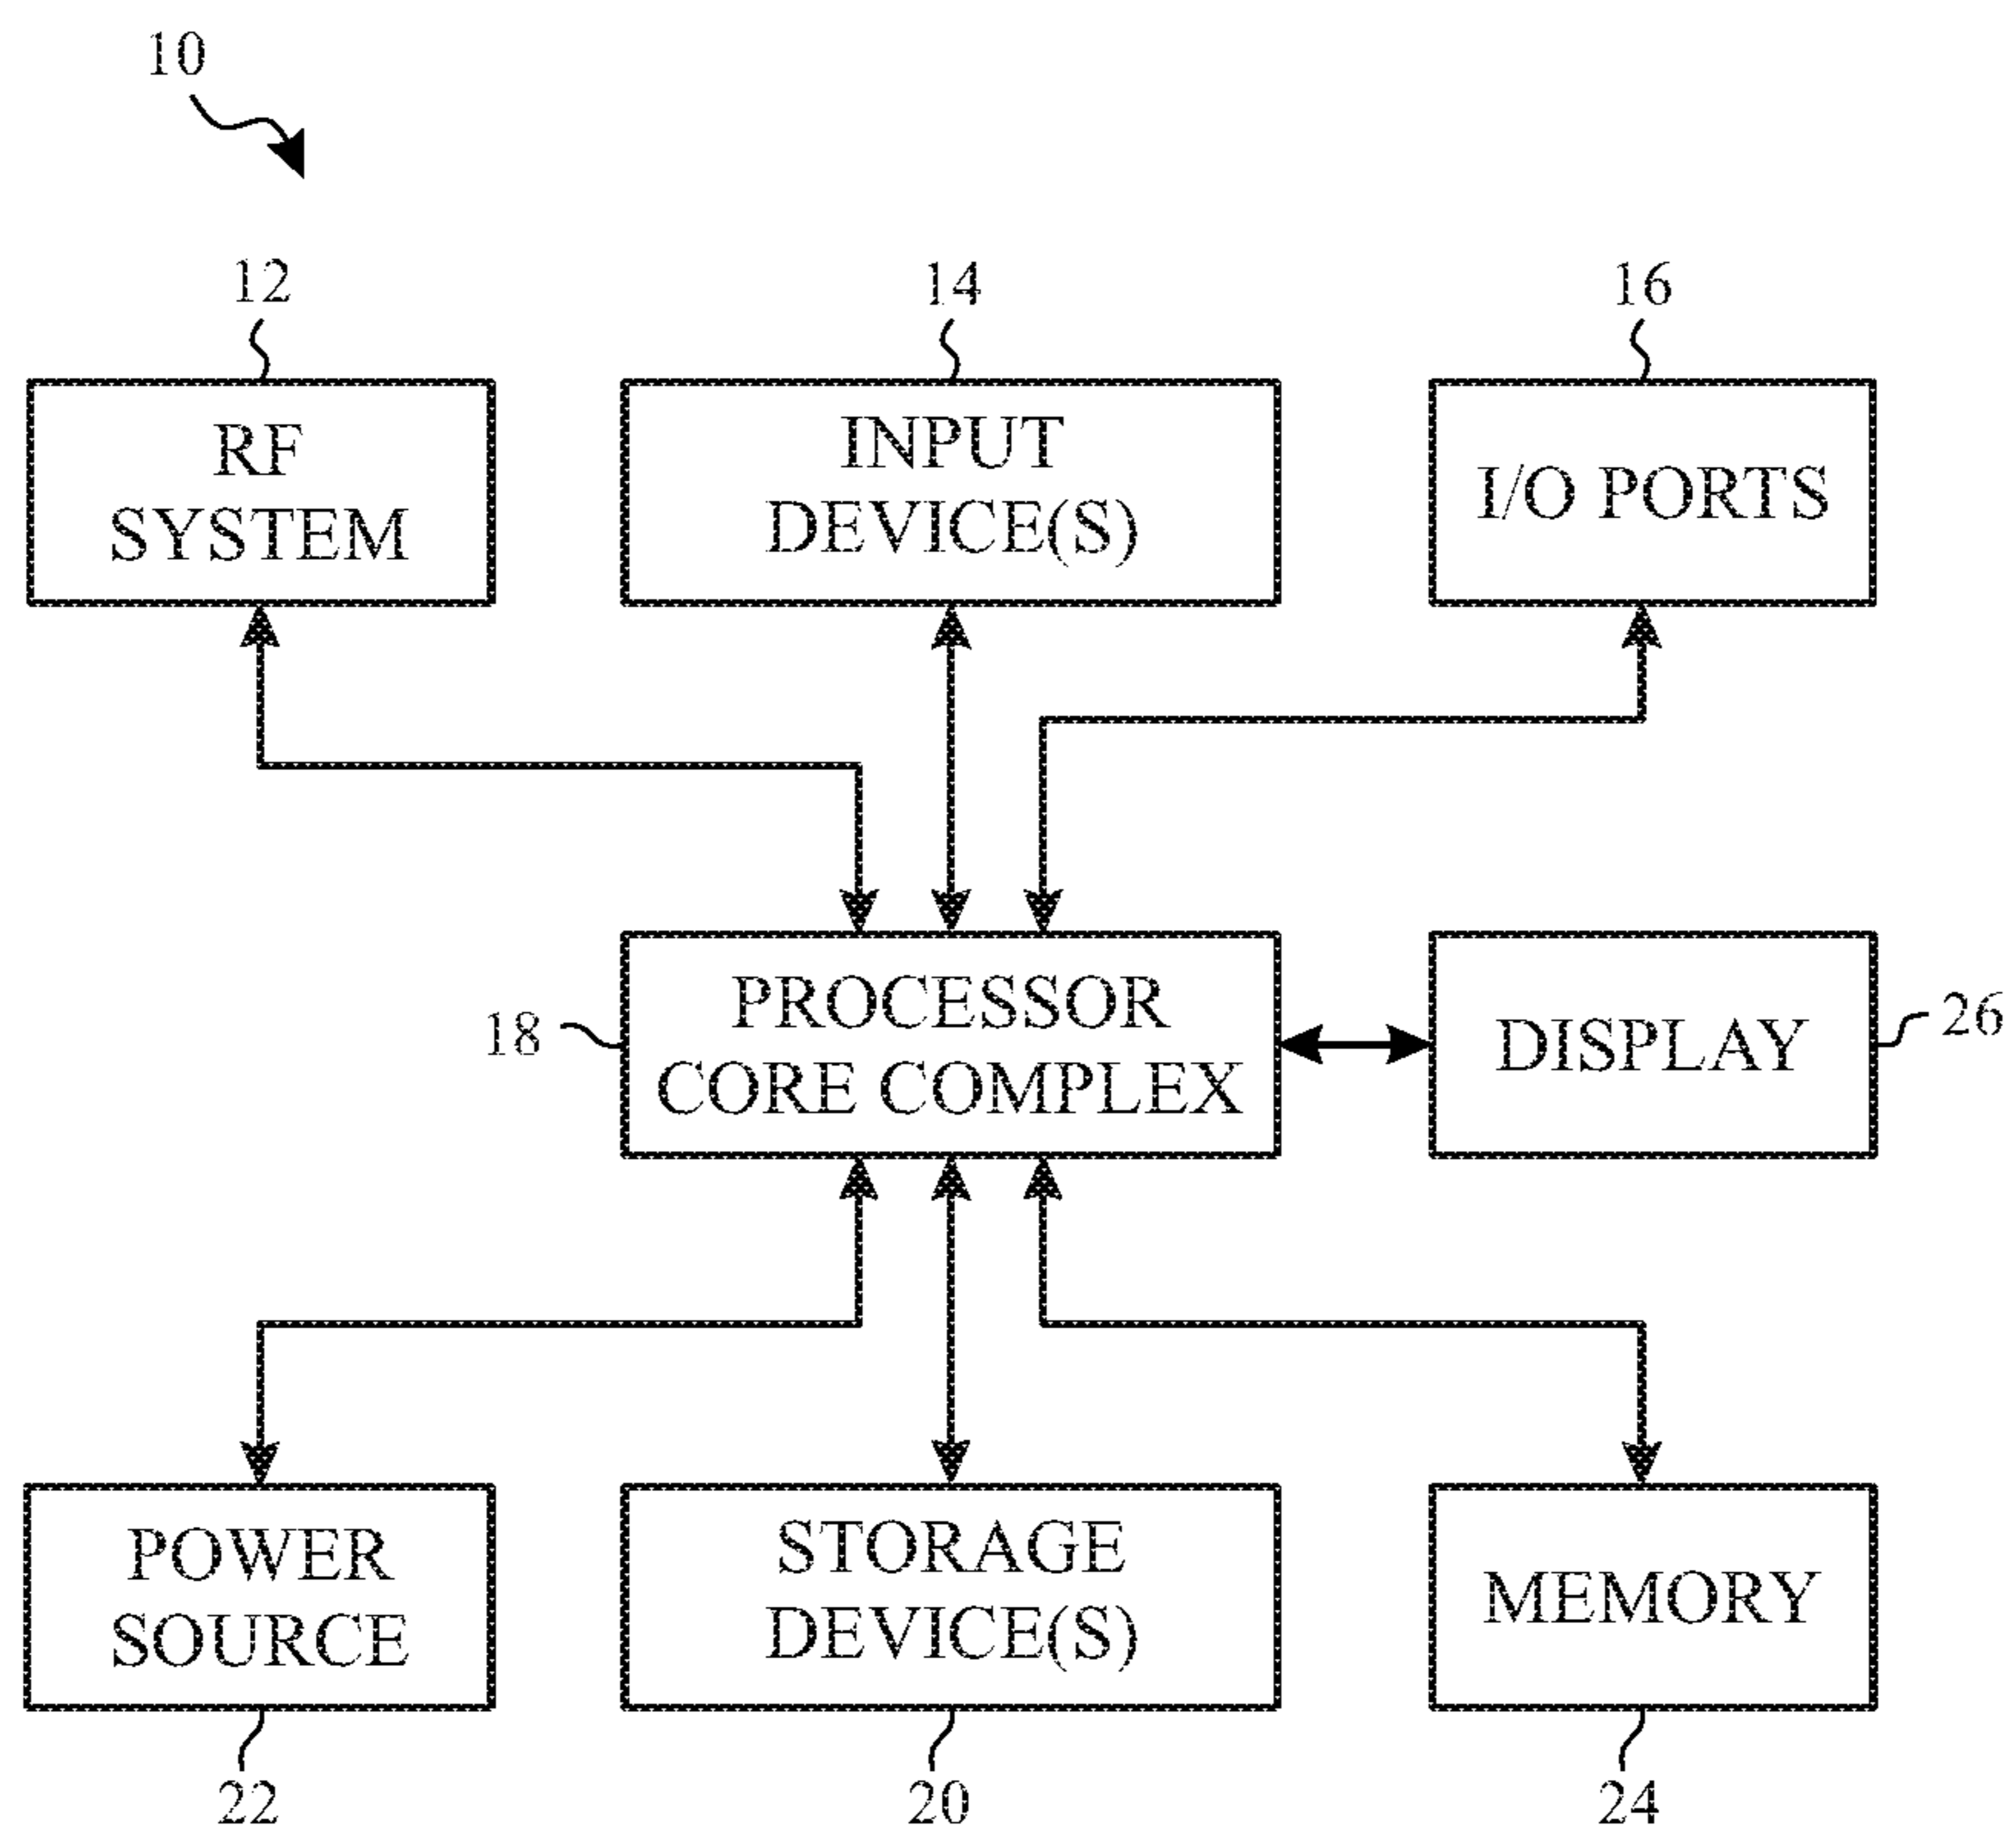 10
12
14
16
RF
SYSTEM
INPUT
DEVICE(S)
I/O PORTS
18
PROCESSOR
CORE COMPLEX
DISPLAY
26
POWER
SOURCE
STORAGE
DEVICE(S)
MEMORY
22
20
24